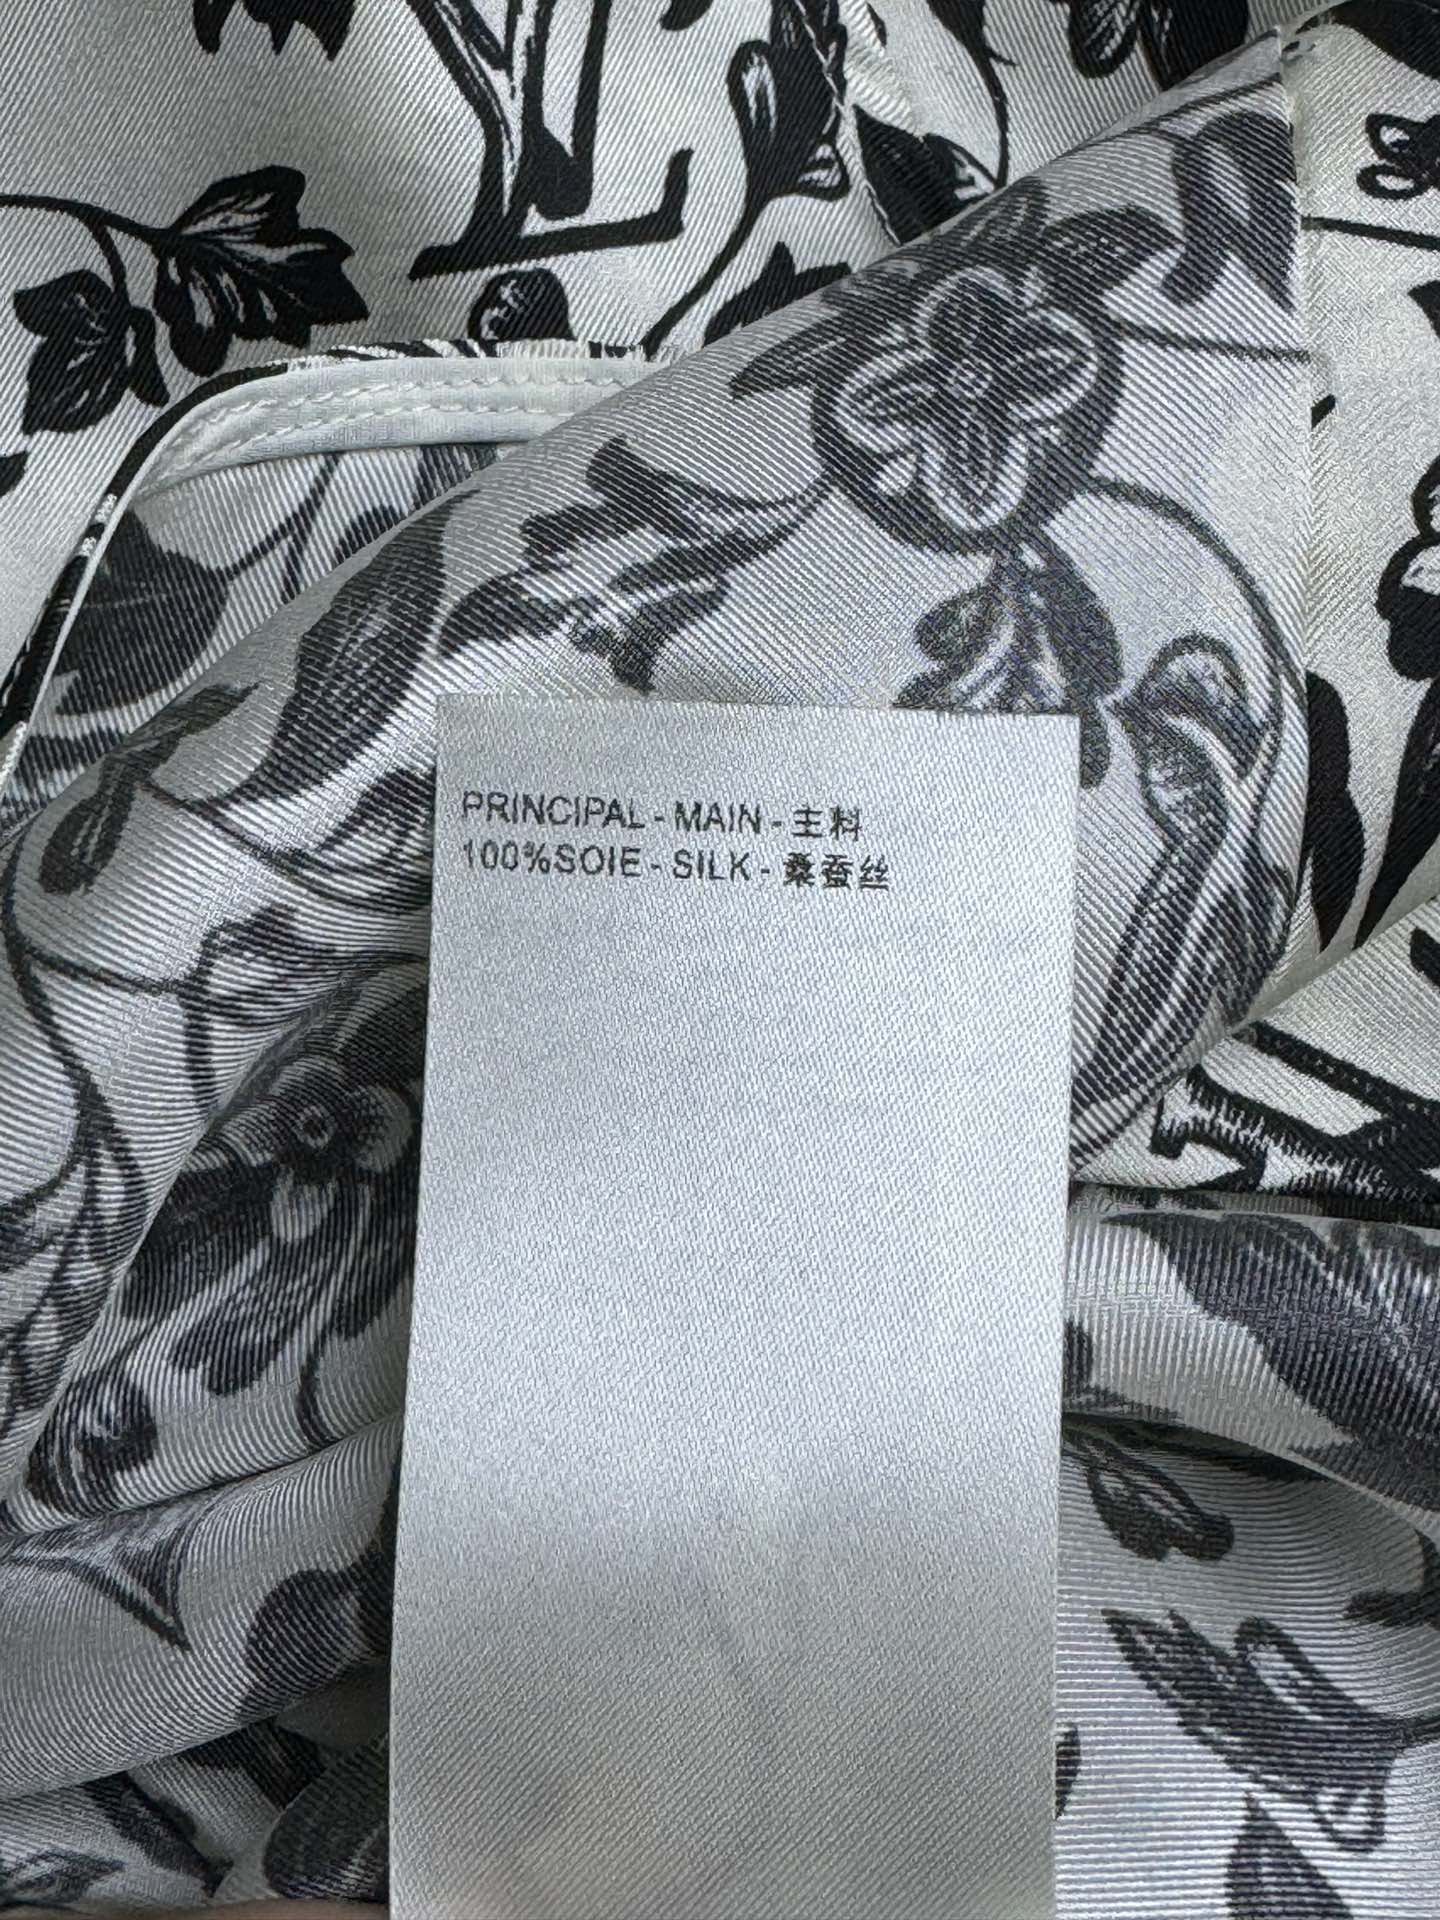 PRINCIPAL - MAIN - 主料
100%SOIE - SILK - 桑蚕丝